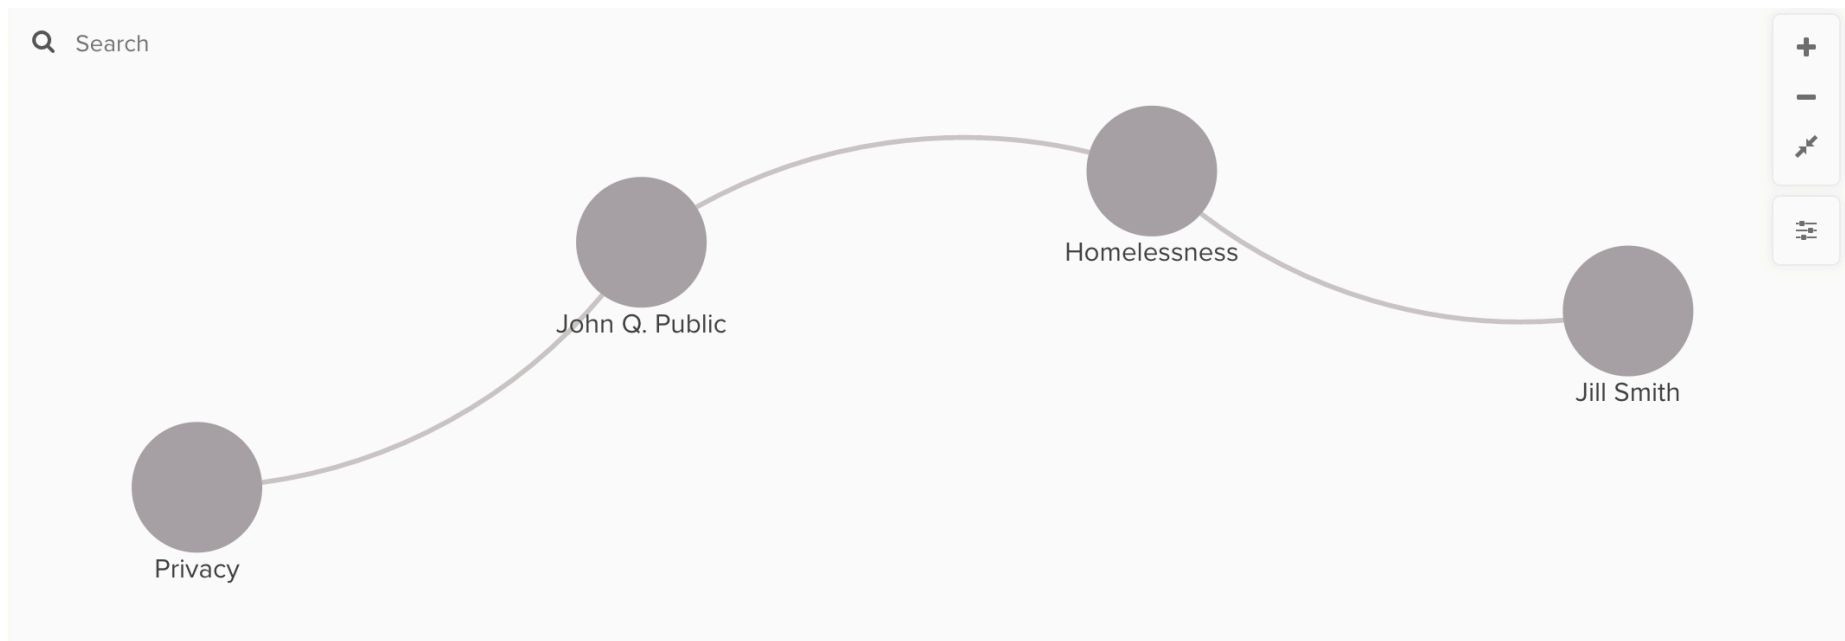 Search
Homelessness
John Q. Public
Jill Smith
Privacy